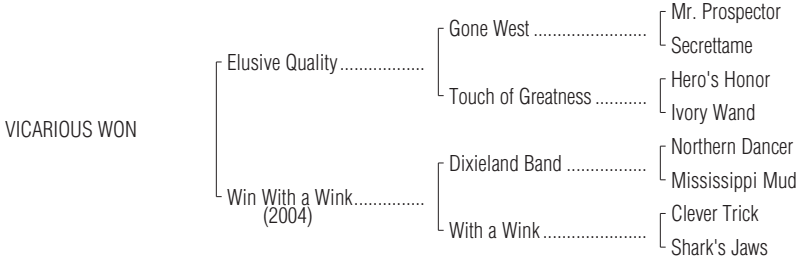 Mr. Prospector
Gone West ......................
Secrettame
Elusive Quality..................
Hero's Honor
Touch of Greatness ...........
Ivory Wand
VICARIOUS WON
Northern Dancer
Dixieland Band .................
Mississippi Mud
Win With a Wink...............
(2004)
Clever Trick
With a Wink......................
Shark's Jaws